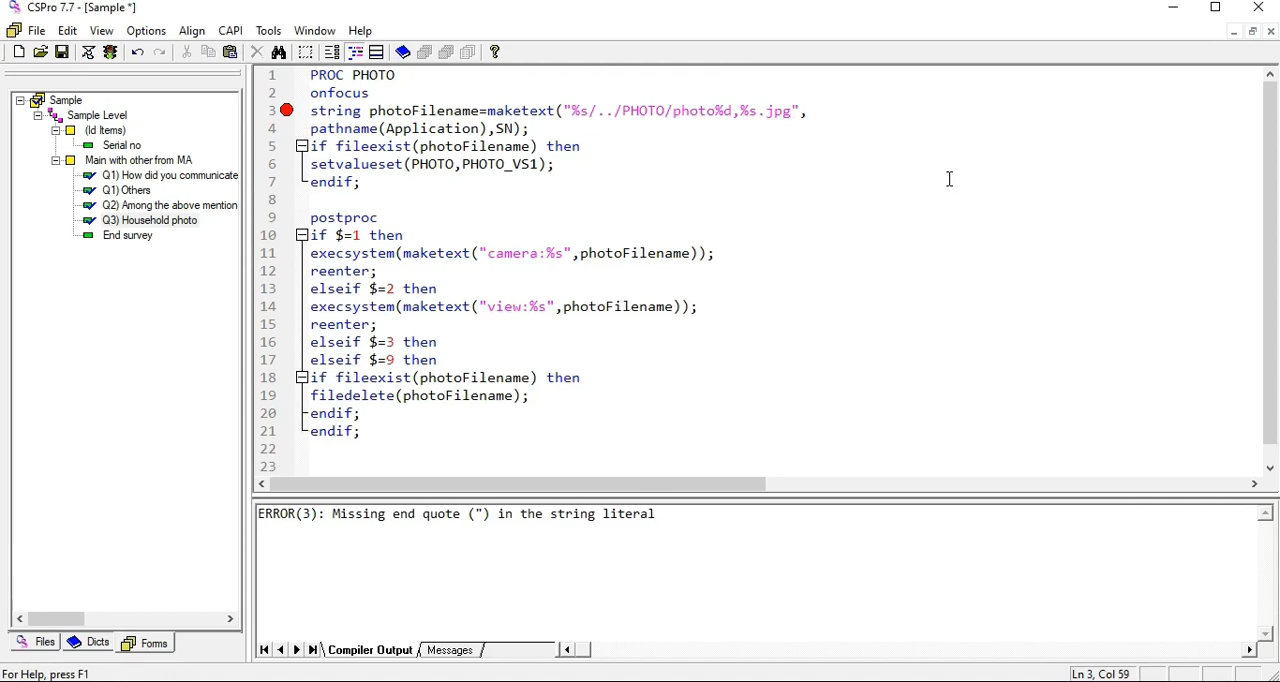 CSPro 7.7 - [Sample *]
File Edit View Options Align CAPI Tools Window Help
Sample
Sample Level
(Id Items)
Serial no
Main with other from MA
Q1) How did you communicate
Q1) Others
Q2) Among the above mention
Q3) Household photo
End survey
Files Dicts Forms
1 PROC PHOTO
2 onfocus
3 string photoFilename=maketext("%s/../PHOTO/photo%d,%s.jpg",
4 pathname(Application),SN);
5 if fileexist(photoFilename) then
6 setvalueset(PHOTO,PHOTO_VS1);
7 endif;
8
9 postproc
10 if $=1 then
11 execsystem(maketext("camera:%s",photoFilename));
12 reenter;
13 elseif $=2 then
14 execsystem(maketext("view:%s",photoFilename));
15 reenter;
16 elseif $=3 then
17 elseif $=9 then
18 if fileexist(photoFilename) then
19 filedelete(photoFilename);
20 endif;
21 endif;
22
23
ERROR(3): Missing end quote (") in the string literal
Compiler Output Messages
For Help, press F1
Ln 3, Col 59